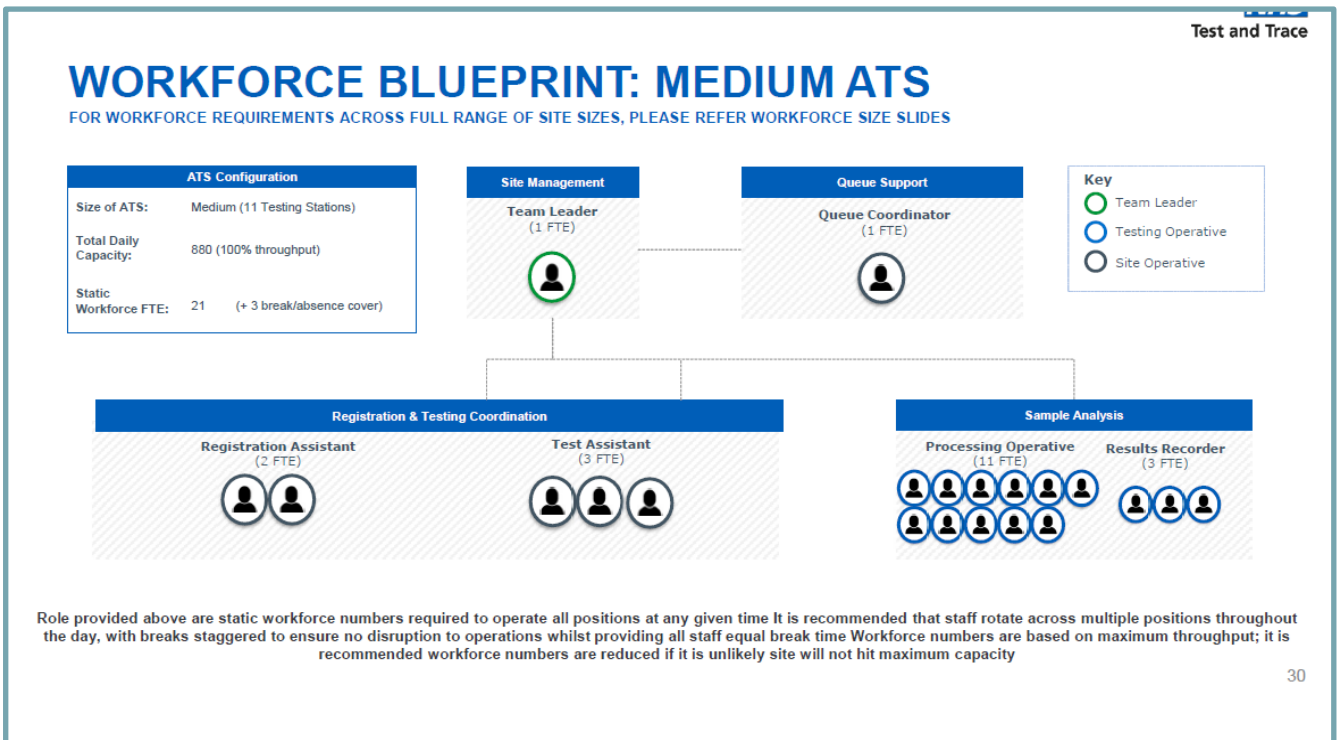 Test and Trace
WORKFORCE BLUEPRINT: MEDIUM ATS
FOR WORKFORCE REQUIREMENTS ACROSS FULL RANGE OF SITE SIZES, PLEASE REFER WORKFORCE SIZE SLIDES
ATS Configuration
Size of ATS: Medium (11 Testing Stations)
Total Daily
Capacity: 880 (100% throughput)
Static
Workforce FTE: 21 (+ 3 break/absence cover)
Site Management
Team Leader
(1 FTE)
Queue Support
Queue Coordinator
(1 FTE)
Key
Team Leader
Testing Operative
Site Operative
Registration & Testing Coordination
Registration Assistant
(2 FTE)
Test Assistant
(3 FTE)
Sample Analysis
Processing Operative
(11 FTE)
Results Recorder
(3 FTE)
Role provided above are static workforce numbers required to operate all positions at any given time It is recommended that staff rotate across multiple positions throughout
the day, with breaks staggered to ensure no disruption to operations whilst providing all staff equal break time Workforce numbers are based on maximum throughput; it is
recommended workforce numbers are reduced if it is unlikely site will not hit maximum capacity
30